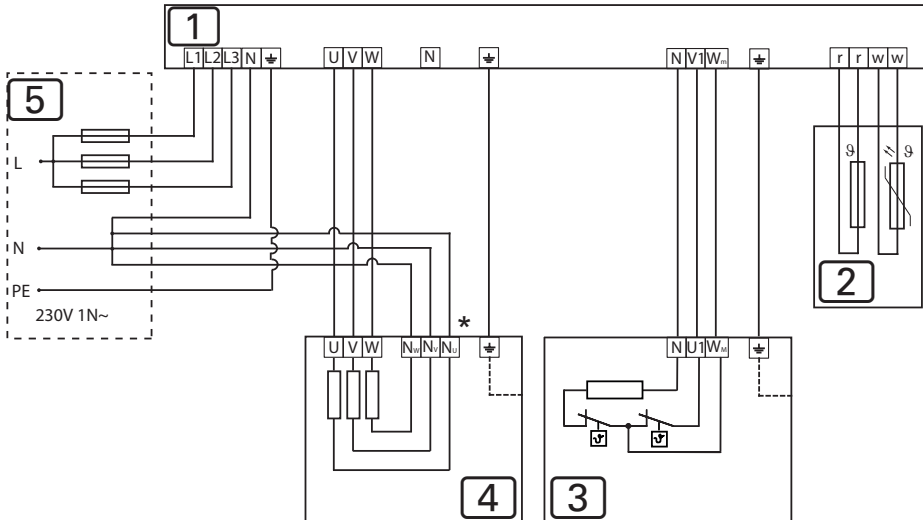 1
L1 L2 L3 N U V W N N V1 Wm r r w w
5
L
ϑ ϑ
N
2
PE
230V 1N~
*
U V W NW NV NU N U1 WM
ϑ ϑ
4 3